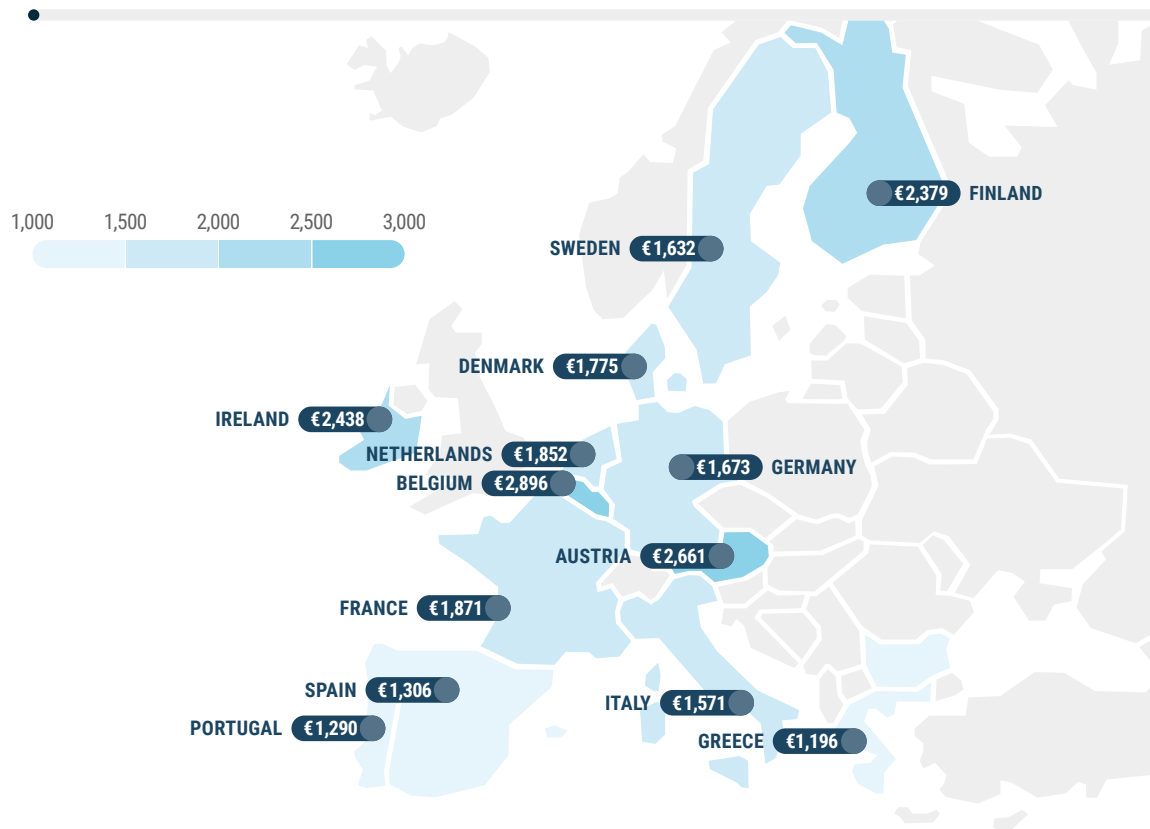 1,000 1,500 2,000 2,500 3,000
€2,379 FINLAND
SWEDEN €1,632
DENMARK €1,775
IRELAND €2,438
NETHERLANDS €1,852
€1,673 GERMANY
BELGIUM €2,896
AUSTRIA €2,661
FRANCE €1,871
SPAIN €1,306
ITALY €1,571
PORTUGAL €1,290
GREECE €1,196